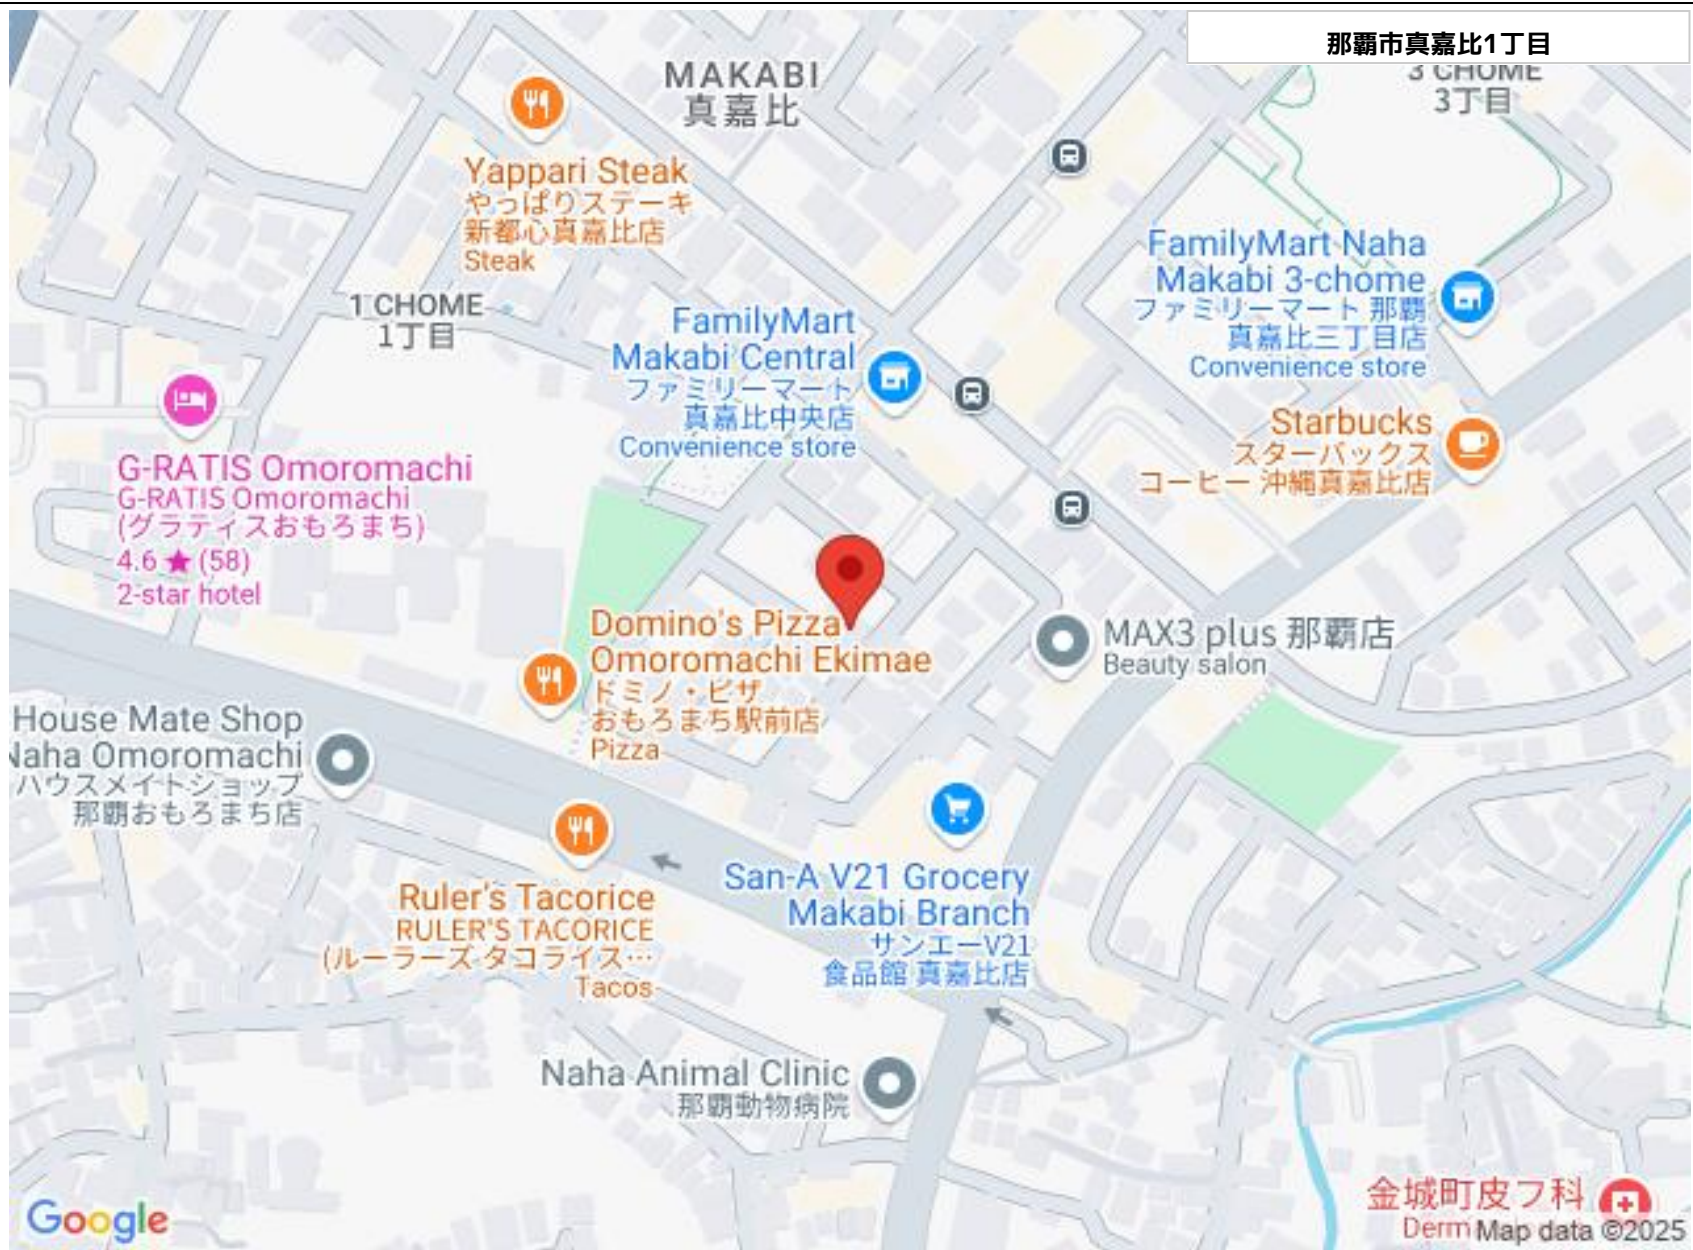 那覇市真嘉比1丁目
MAKABI
真嘉比
3 CHOME
3丁目
Yappari Steak
やっぱりステーキ
新都心真嘉比店
Steak
FamilyMart Naha
Makabi 3-chome
ファミリーマート 那覇
真嘉比三丁目店
Convenience store
1 CHOME
1丁目
FamilyMart
Makabi Central
ファミリーマート
真嘉比中央店
Convenience store
Starbucks
スターバックス
コーヒー 沖縄真嘉比店
G-RATIS Omoromachi
G-RATIS Omoromachi
(グラティスおもろまち)
4.6 ★ (58)
2-star hotel
Domino's Pizza
Omoromachi Ekimae
ドミノ・ピザ
おもろまち駅前店
Pizza
MAX3 plus 那覇店
Beauty salon
House Mate Shop
Naha Omoromachi
ハウスメイトショップ
那覇おもろまち店
Ruler's Tacorice
RULER'S TACORICE
(ルーラーズ タコライス…
Tacos
San-A V21 Grocery
Makabi Branch
サンエーV21
食品館 真嘉比店
Naha Animal Clinic
那覇動物病院
金城町皮フ科
Derm
Google
Map data ©2025